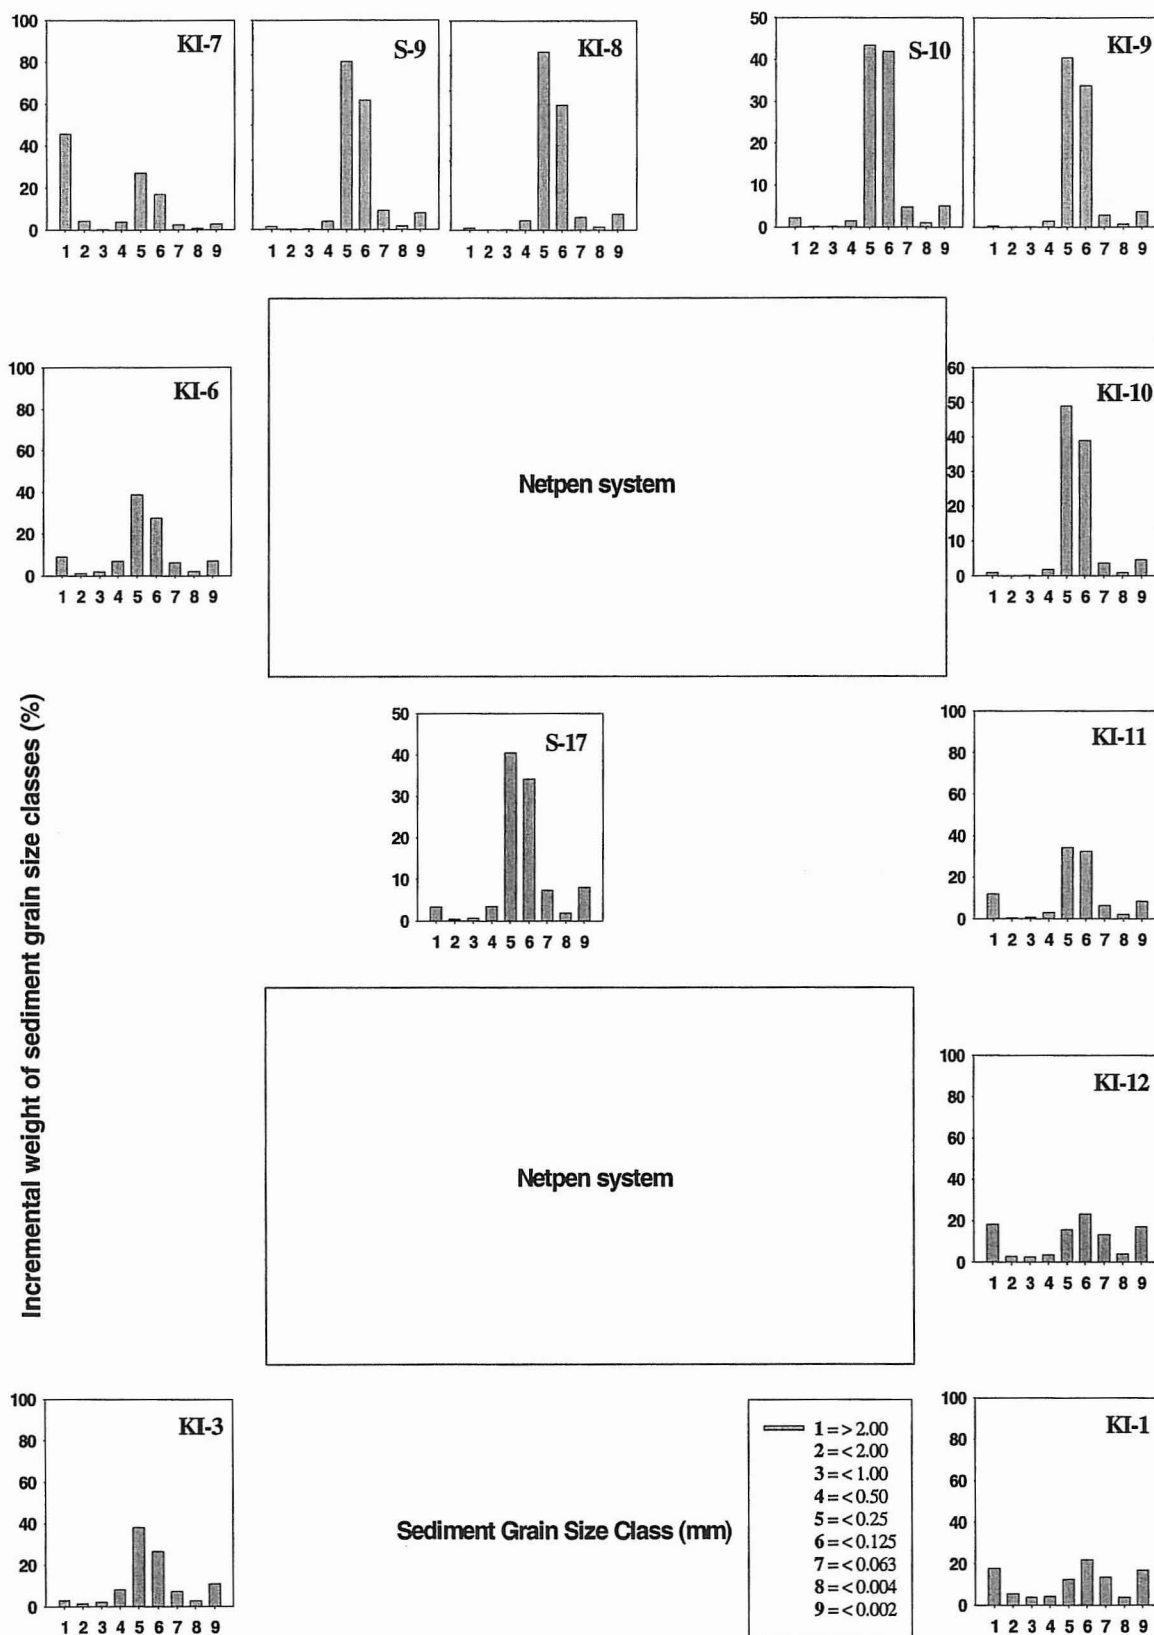 100
80
60
40
20
0
KI-7
1 2 3 4 5 6 7 8 9
S-9
1 2 3 4 5 6 7 8 9
KI-8
1 2 3 4 5 6 7 8 9
50
40
30
20
10
0
S-10
1 2 3 4 5 6 7 8 9
KI-9
1 2 3 4 5 6 7 8 9
100
80
60
40
20
0
KI-6
1 2 3 4 5 6 7 8 9
Netpen system
60
50
40
30
20
10
0
KI-10
1 2 3 4 5 6 7 8 9
Incremental weight of sediment grain size classes (%)
50
40
30
20
10
0
S-17
1 2 3 4 5 6 7 8 9
100
80
60
40
20
0
KI-11
1 2 3 4 5 6 7 8 9
Netpen system
100
80
60
40
20
0
KI-12
1 2 3 4 5 6 7 8 9
100
80
60
40
20
0
KI-3
1 2 3 4 5 6 7 8 9
Sediment Grain Size Class (mm)
1 = > 2.00
2 = < 2.00
3 = < 1.00
4 = < 0.50
5 = < 0.25
6 = < 0.125
7 = < 0.063
8 = < 0.004
9 = < 0.002
100
80
60
40
20
0
KI-1
1 2 3 4 5 6 7 8 9